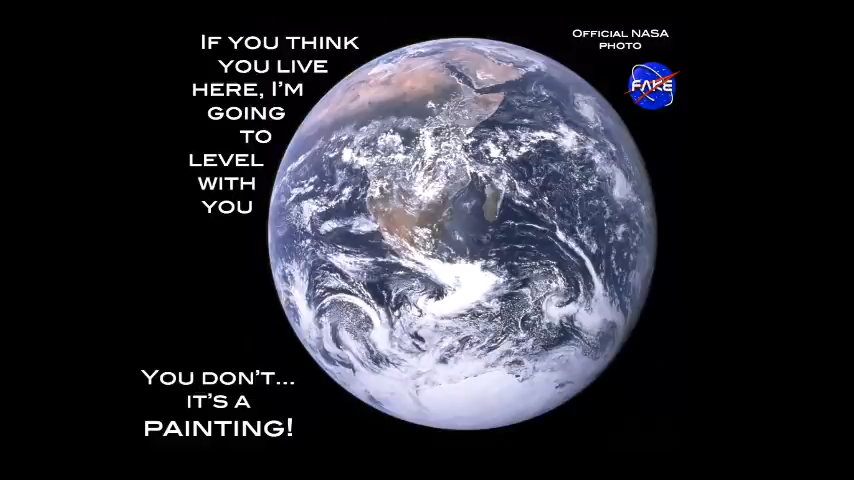 IF YOU THINK
YOU LIVE
HERE, I'M
GOING
TO
LEVEL
WITH
YOU
OFFICIAL NASA
PHOTO
FAKE
YOU DON'T...
IT'S A
PAINTING!